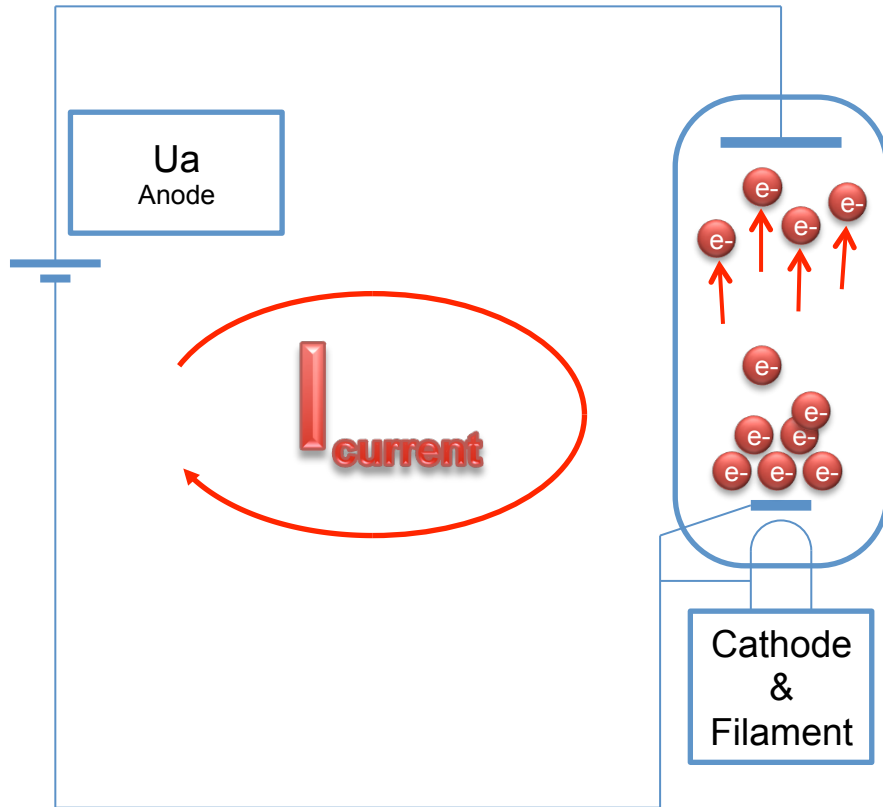 Ua
Anode
e-
e-
e-
e-
I current
e-
e-
e-
e-
e-
e-
e-
Cathode
&
Filament